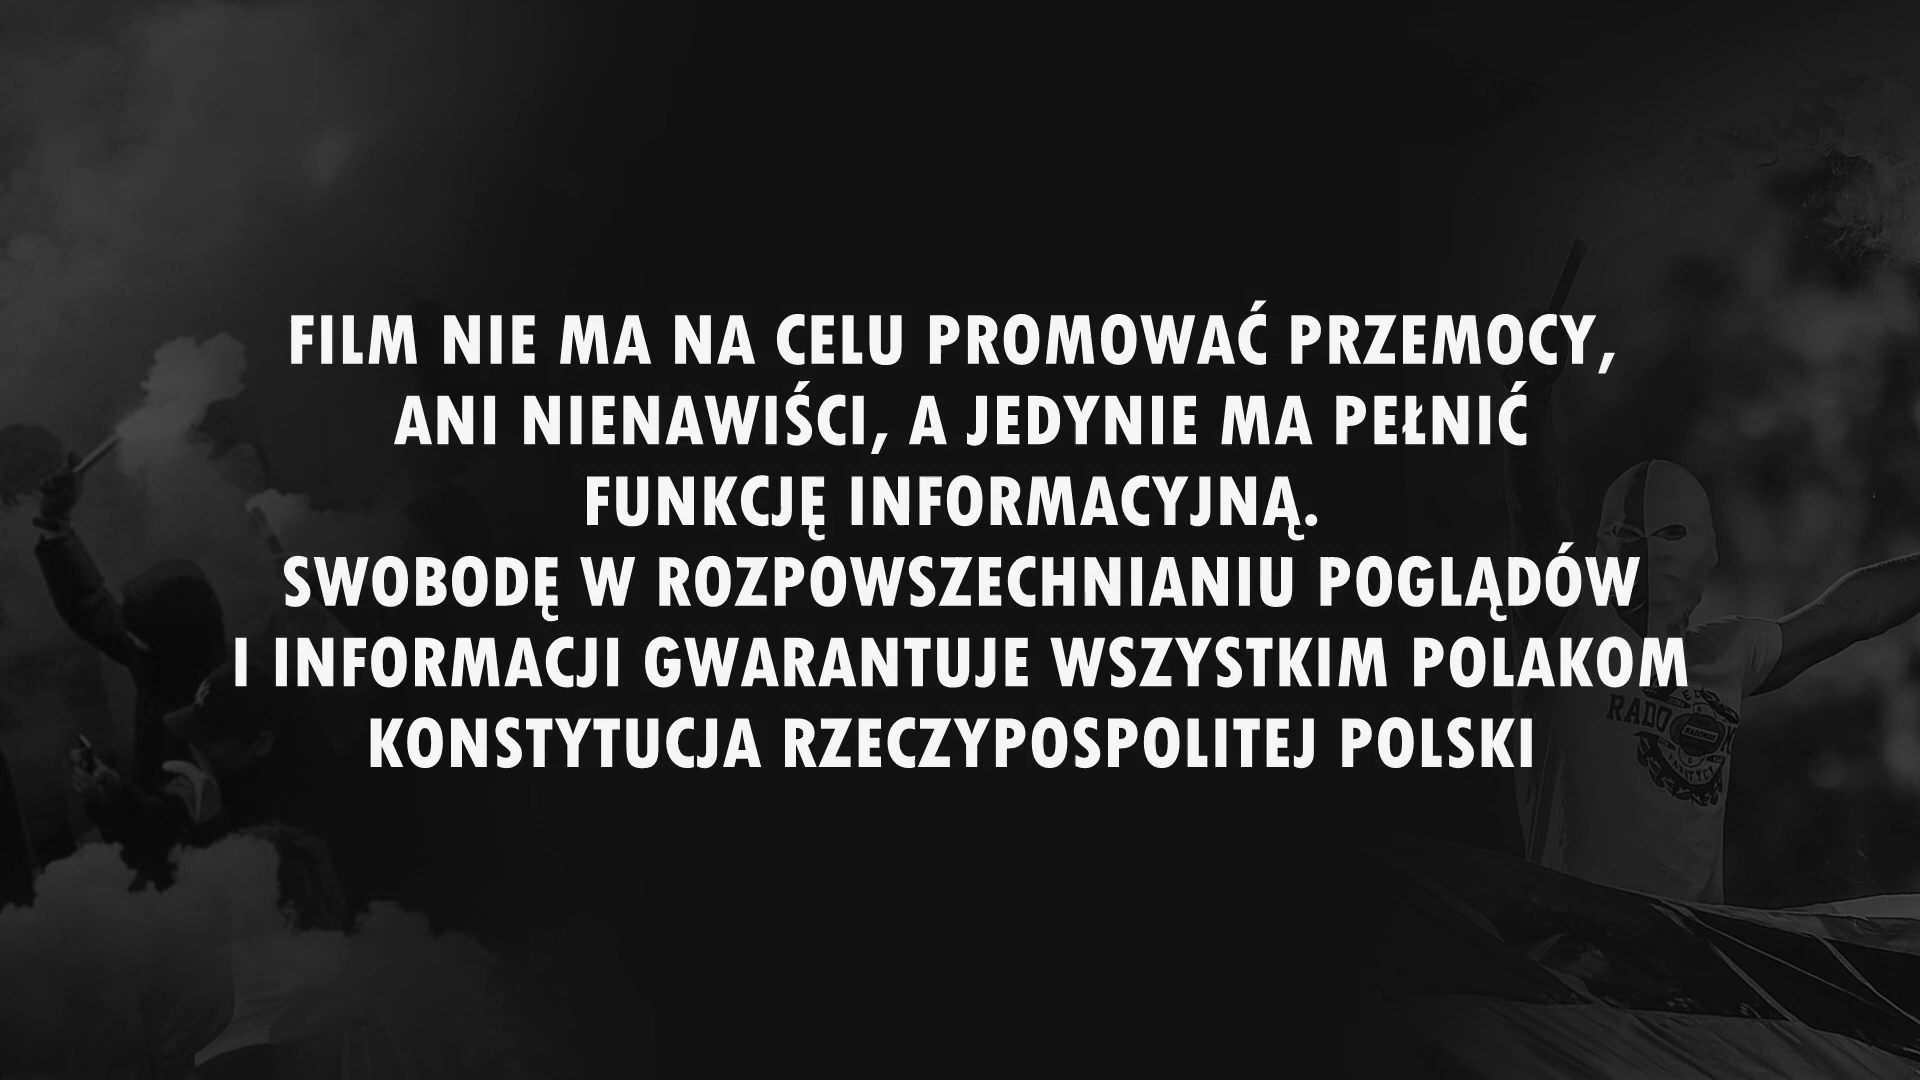 FILM NIE MA NA CELU PROMOWAĆ PRZEMOCY,
ANI NIENAWIŚCI, A JEDYNIE MA PEŁNIĆ
FUNKCJĘ INFORMACYJNĄ.
SWOBODĘ W ROZPOWSZECHNIANIU POGLĄDÓW
I INFORMACJI GWARANTUJE WSZYSTKIM POLAKOM
KONSTYTUCJA RZECZYPOSPOLITEJ POLSKI